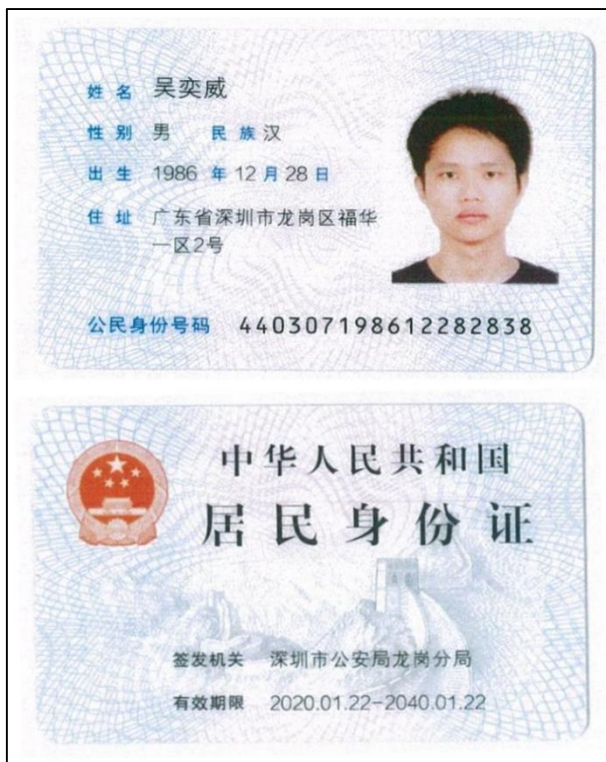 姓名 吴奕威
性别 男 民族 汉
出生 1986 年 12 月 28 日
住址 广东省深圳市龙岗区福华
一区2号
公民身份号码 440307198612282838
中华人民共和国
居民身份证
签发机关 深圳市公安局龙岗分局
有效期限 2020.01.22-2040.01.22